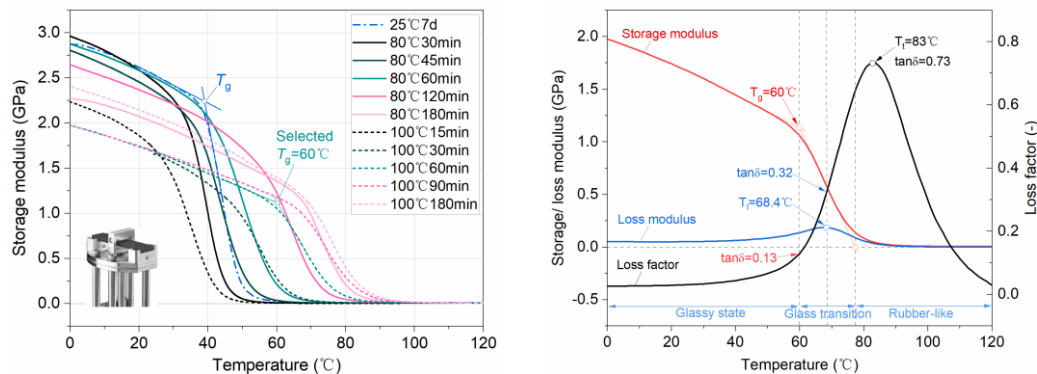 3.0
2.5
2.0
1.5
1.0
0.5
0.0
Storage modulus (GPa)
0 20 40 60 80 100 120
Temperature (℃)
25℃7d
80℃30min
80℃45min
80℃60min
80℃120min
80℃180min
100℃15min
100℃30min
100℃60min
100℃90min
100℃180min
Tg
Selected
Tg=60℃
2.0
1.5
1.0
0.5
0.0
-0.5
Storage/ loss modulus (GPa)
Storage modulus
Tt=83℃
tanδ=0.73
Tg=60℃
tanδ=0.32
Loss modulus
Ti=68.4℃
Loss factor
tanδ=0.13
Glassy state
Glass transition
Rubber-like
0.8
0.6
0.4
0.2
0.0
Loss factor (-)
0 20 40 60 80 100 120
Temperature (℃)